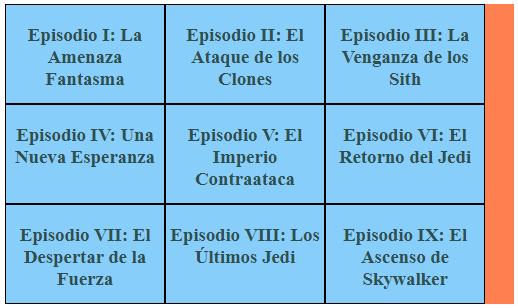 Episodio I: La
Amenaza
Fantasma
Episodio II: El
Ataque de los
Clones
Episodio III: La
Venganza de los
Sith
Episodio IV: Una
Nueva Esperanza
Episodio V: El
Imperio
Contraataca
Episodio VI: El
Retorno del Jedi
Episodio VII: El
Despertar de la
Fuerza
Episodio VIII: Los
Últimos Jedi
Episodio IX: El
Ascenso de
Skywalker